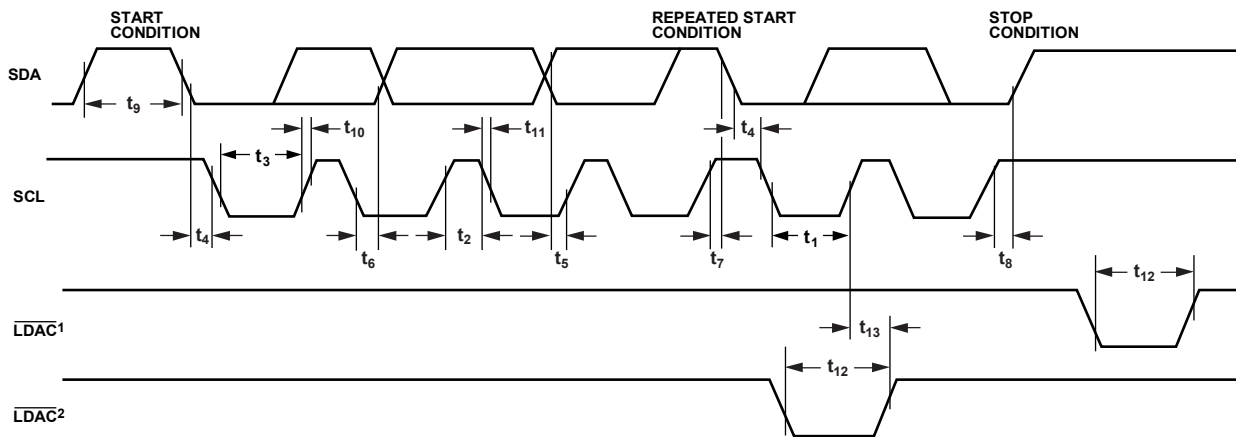 START
CONDITION
REPEATED START
CONDITION
STOP
CONDITION
SDA
t9
t10
t11
t4
t3
SCL
t4
t6
t2
t5
t7
t1
t8
t12
LDAC1
t13
t12
LDAC2